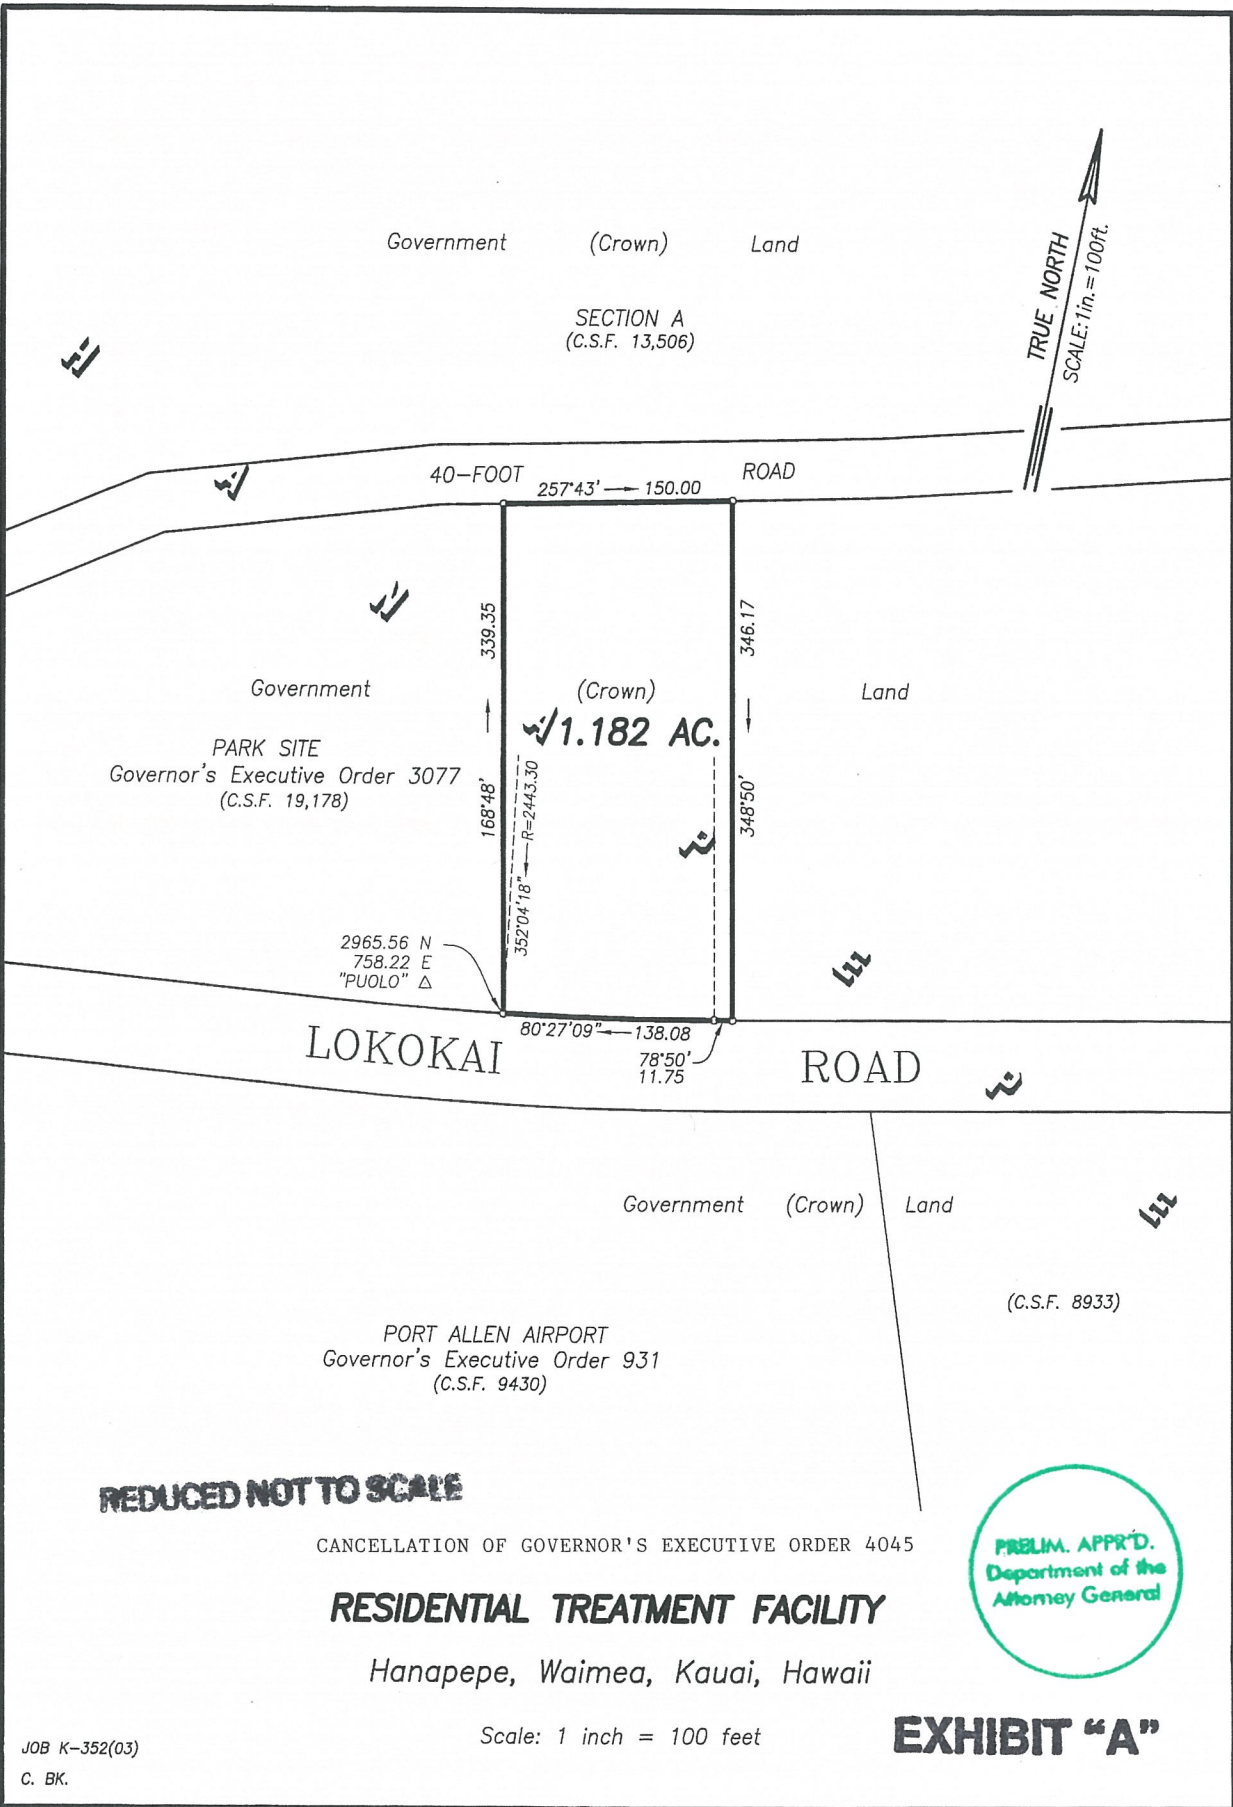 Government (Crown) Land
SECTION A
(C.S.F. 13,506)
TRUE NORTH
SCALE: 1in.=100ft.
40-FOOT ROAD
257°43' 150.00
339.35
168°48'
346.17
348°50'
Government (Crown) Land
1.182 AC.
PARK SITE
Governor's Executive Order 3077
(C.S.F. 19,178)
352°04'18" R=2443.30
2965.56 N
758.22 E
"PUOLO" △
80°27'09" 138.08
78°50'
11.75
LOKOKAI ROAD
Government (Crown) Land
(C.S.F. 8933)
PORT ALLEN AIRPORT
Governor's Executive Order 931
(C.S.F. 9430)
REDUCED NOT TO SCALE
CANCELLATION OF GOVERNOR'S EXECUTIVE ORDER 4045
RESIDENTIAL TREATMENT FACILITY
Hanapepe, Waimea, Kauai, Hawaii
Scale: 1 inch = 100 feet
PRELIM. APPR'D.
Department of the
Attorney General
EXHIBIT “A”
JOB K-352(03)
C. BK.